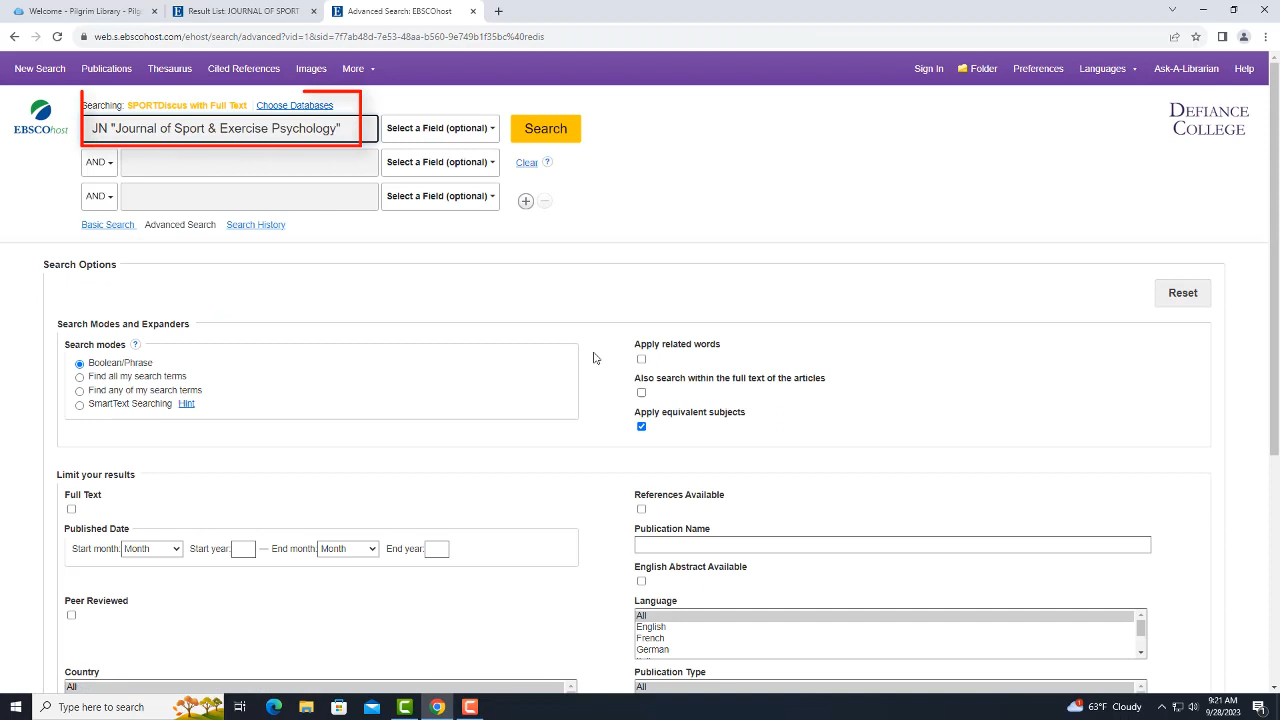 Welcome - Pilgrim Library - Pilgrim
Result List: JOURNAL OF SPORT
Advanced Search: EBSCOhost
web.s.ebscohost.com/ehost/search/advanced?vid=1&sid=7f7ab48d-7e53-48aa-b560-9e749b1f35bc%40redis
New Search
Publications
Thesaurus
Cited References
Images
More
Sign In
Folder
Preferences
Languages
Ask-A-Librarian
Help
Searching: SPORTDiscus with Full Text
Choose Databases
EBSCOhost
JN "Journal of Sport & Exercise Psychology"
Select a Field (optional)
Search
DEFIANCE
COLLEGE
AND
Select a Field (optional)
Clear
?
AND
Select a Field (optional)
Basic Search
Advanced Search
Search History
Search Options
Reset
Search Modes and Expanders
Search modes
?
Boolean/Phrase
Find all my search terms
Find any of my search terms
SmartText Searching
Hint
Apply related words
Also search within the full text of the articles
Apply equivalent subjects
Limit your results
Full Text
References Available
Published Date
Start month: Month
Start year:
— End month: Month
End year:
Publication Name
English Abstract Available
Peer Reviewed
Language
All
English
French
German
Country
All
Publication Type
All
Type here to search
63°F Cloudy
9:21 AM
9/28/2023